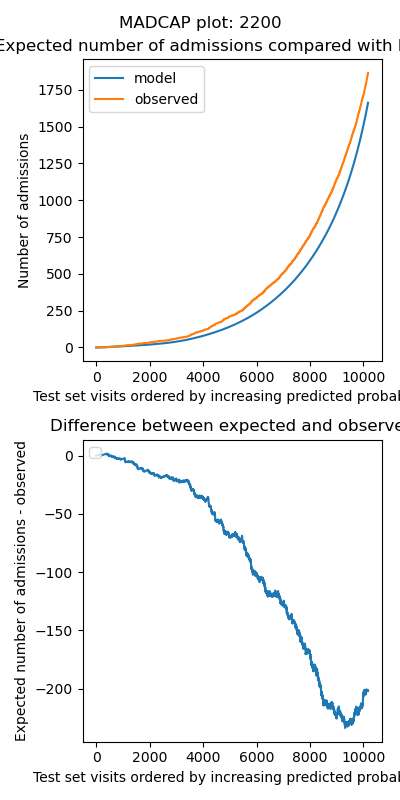 MADCAP plot: 2200
Expected number of admissions compared with
model
observed
1750
1500
1250
1000
750
500
250
0
Number of admissions
0 2000 4000 6000 8000 10000
Test set visits ordered by increasing predicted probab
Difference between expected and observe
0
−50
−100
−150
−200
Expected number of admissions - observed
0 2000 4000 6000 8000 10000
Test set visits ordered by increasing predicted probab